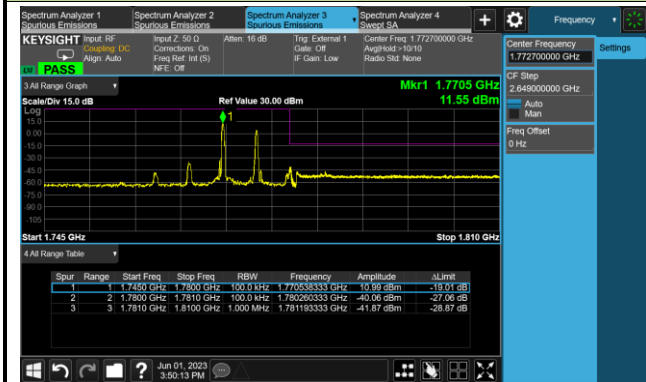 Spectrum Analyzer 1
Spurious Emissions
Spectrum Analyzer 2
Spurious Emissions
Spectrum Analyzer 3
Spurious Emissions
Spectrum Analyzer 4
Swept SA
+
Frequency
KEYSIGHT
Input: RF
Coupling: DC
Align: Auto
Input Z: 50 Ω
Corrections: On
Freq Ref: Int (S)
NFE: Off
Atten: 16 dB
Trig: External 1
Gate: Off
IF Gain: Low
Center Freq: 1.772700000 GHz
Avg|Hold:>10/10
Radio Std: None
PASS
Center Frequency
1.772700000 GHz
Settings
CF Step
2.649000000 GHz
Auto
Man
Freq Offset
0 Hz
3 All Range Graph
Mkr1 1.7705 GHz
Scale/Div 15.0 dB
Ref Value 30.00 dBm
11.55 dBm
Log
1
15.0
0.00
-15.0
-30.0
-45.0
-60.0
-75.0
-90.0
-105
Start 1.745 GHz
Stop 1.810 GHz
4 All Range Table
Spur Range Start Freq Stop Freq RBW Frequency Amplitude ΔLimit
1 1 1.7450 GHz 1.7800 GHz 100.0 kHz 1.770538333 GHz 10.99 dBm -19.01 dB
2 2 1.7800 GHz 1.7810 GHz 100.0 kHz 1.780260333 GHz -40.06 dBm -27.06 dB
3 3 1.7810 GHz 1.8100 GHz 1.000 MHz 1.781193333 GHz -41.87 dBm -28.87 dB
?
Jun 01, 2023
3:50:13 PM